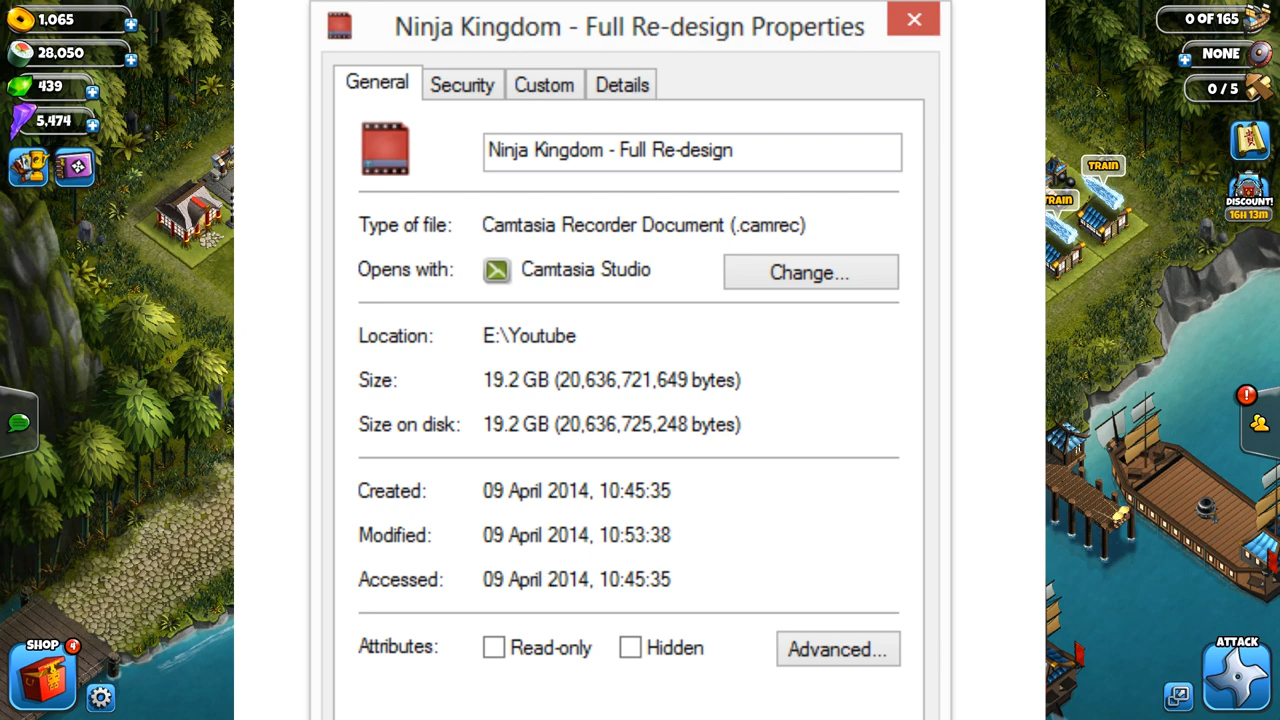 1,065
28,050
439
5,474
SHOP
4
Ninja Kingdom - Full Re-design Properties
General
Security
Custom
Details
Ninja Kingdom - Full Re-design
Type of file: Camtasia Recorder Document (.camrec)
Opens with: Camtasia Studio
Change...
Location: E:\Youtube
Size: 19.2 GB (20,636,721,649 bytes)
Size on disk: 19.2 GB (20,636,725,248 bytes)
Created: 09 April 2014, 10:45:35
Modified: 09 April 2014, 10:53:38
Accessed: 09 April 2014, 10:45:35
Attributes: Read-only Hidden
Advanced...
0 OF 165
NONE
0 / 5
TRAIN
RAIN
DISCOUNT!
16H 13m
!
ATTACK